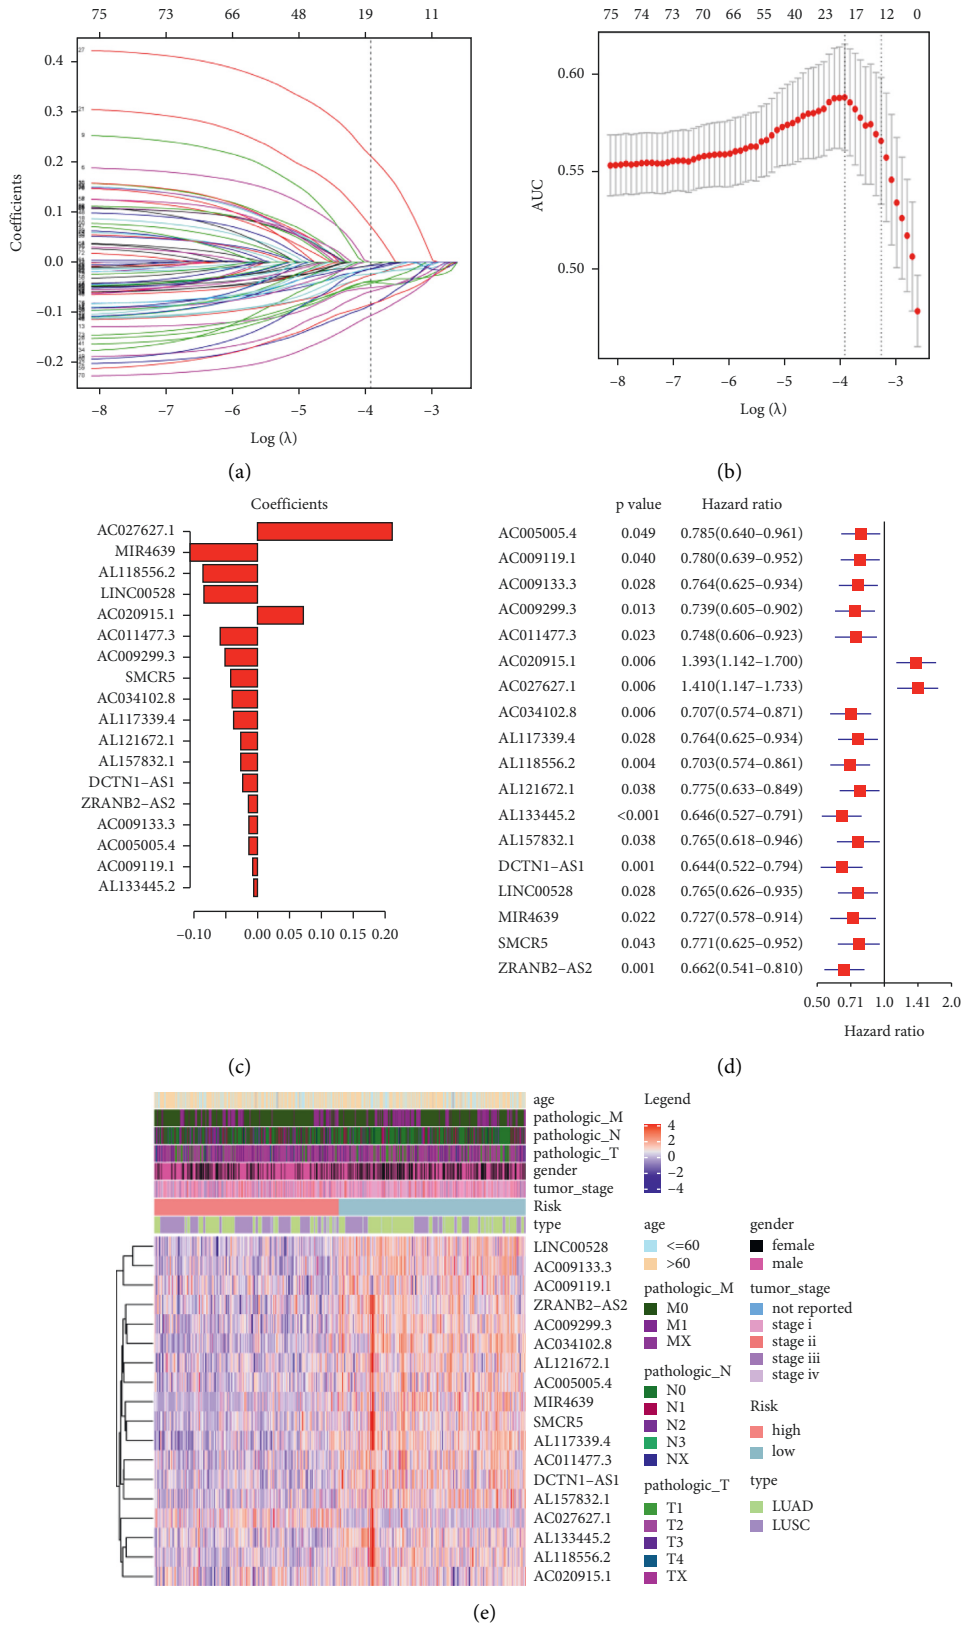 75 73 66 48 19 11
0.4
0.3
0.2
0.1
0.0
−0.1
−0.2
Coefficients
−8 −7 −6 −5 −4 −3
Log (λ)
(a)
75 74 73 70 66 55 40 23 17 12 0
0.60
0.55
0.50
AUC
−8 −7 −6 −5 −4 −3
Log (λ)
(b)
Coefficients
AC027627.1
MIR4639
AL118556.2
LINC00528
AC020915.1
AC011477.3
AC009299.3
SMCR5
AC034102.8
AL117339.4
AL121672.1
AL157832.1
DCTN1−AS1
ZRANB2−AS2
AC009133.3
AC005005.4
AC009119.1
AL133445.2
−0.10 0.00 0.05 0.10 0.15 0.20
(c)
p value Hazard ratio
AC005005.4 0.049 0.785(0.640−0.961)
AC009119.1 0.040 0.780(0.639−0.952)
AC009133.3 0.028 0.764(0.625−0.934)
AC009299.3 0.013 0.739(0.605−0.902)
AC011477.3 0.023 0.748(0.606−0.923)
AC020915.1 0.006 1.393(1.142−1.700)
AC027627.1 0.006 1.410(1.147−1.733)
AC034102.8 0.006 0.707(0.574−0.871)
AL117339.4 0.028 0.764(0.625−0.934)
AL118556.2 0.004 0.703(0.574−0.861)
AL121672.1 0.038 0.775(0.633−0.849)
AL133445.2 <0.001 0.646(0.527−0.791)
AL157832.1 0.038 0.765(0.618−0.946)
DCTN1−AS1 0.001 0.644(0.522−0.794)
LINC00528 0.028 0.765(0.626−0.935)
MIR4639 0.022 0.727(0.578−0.914)
SMCR5 0.043 0.771(0.625−0.952)
ZRANB2−AS2 0.001 0.662(0.541−0.810)
0.50 0.71 1.0 1.41 2.0
Hazard ratio
(d)
age
pathologic_M
pathologic_N
pathologic_T
gender
tumor_stage
Risk
type
LINC00528
AC009133.3
AC009119.1
ZRANB2−AS2
AC009299.3
AC034102.8
AL121672.1
AC005005.4
MIR4639
SMCR5
AL117339.4
AC011477.3
DCTN1−AS1
AL157832.1
AC027627.1
AL133445.2
AL118556.2
AC020915.1
Legend
4
2
0
−2
−4
age
<=60
>60
pathologic_M
M0
M1
MX
pathologic_N
N0
N1
N2
N3
NX
pathologic_T
T1
T2
T3
T4
TX
gender
female
male
tumor_stage
not reported
stage i
stage ii
stage iii
stage iv
Risk
high
low
type
LUAD
LUSC
(e)